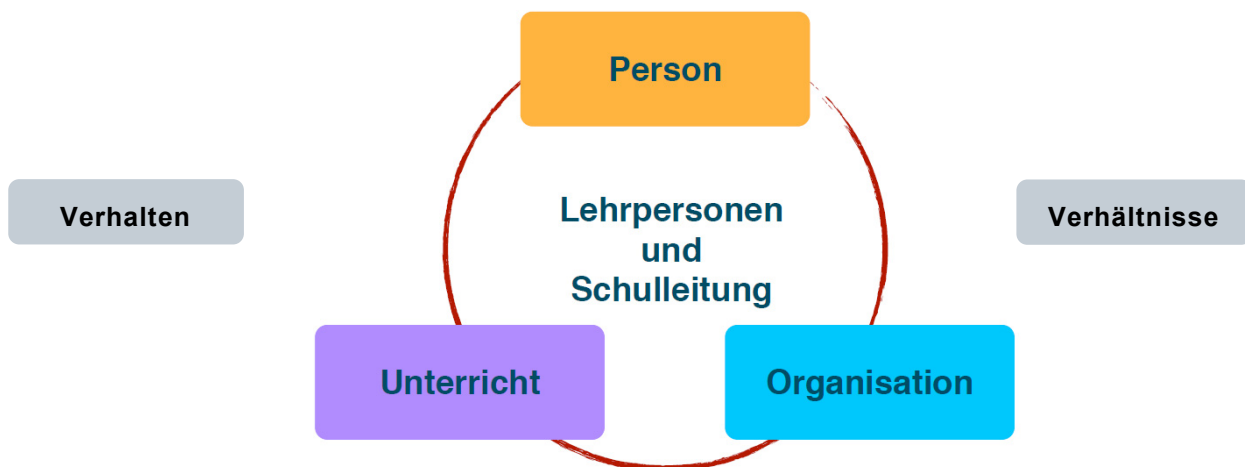 Person
Verhalten
Lehrpersonen
und
Schulleitung
Verhältnisse
Unterricht
Organisation